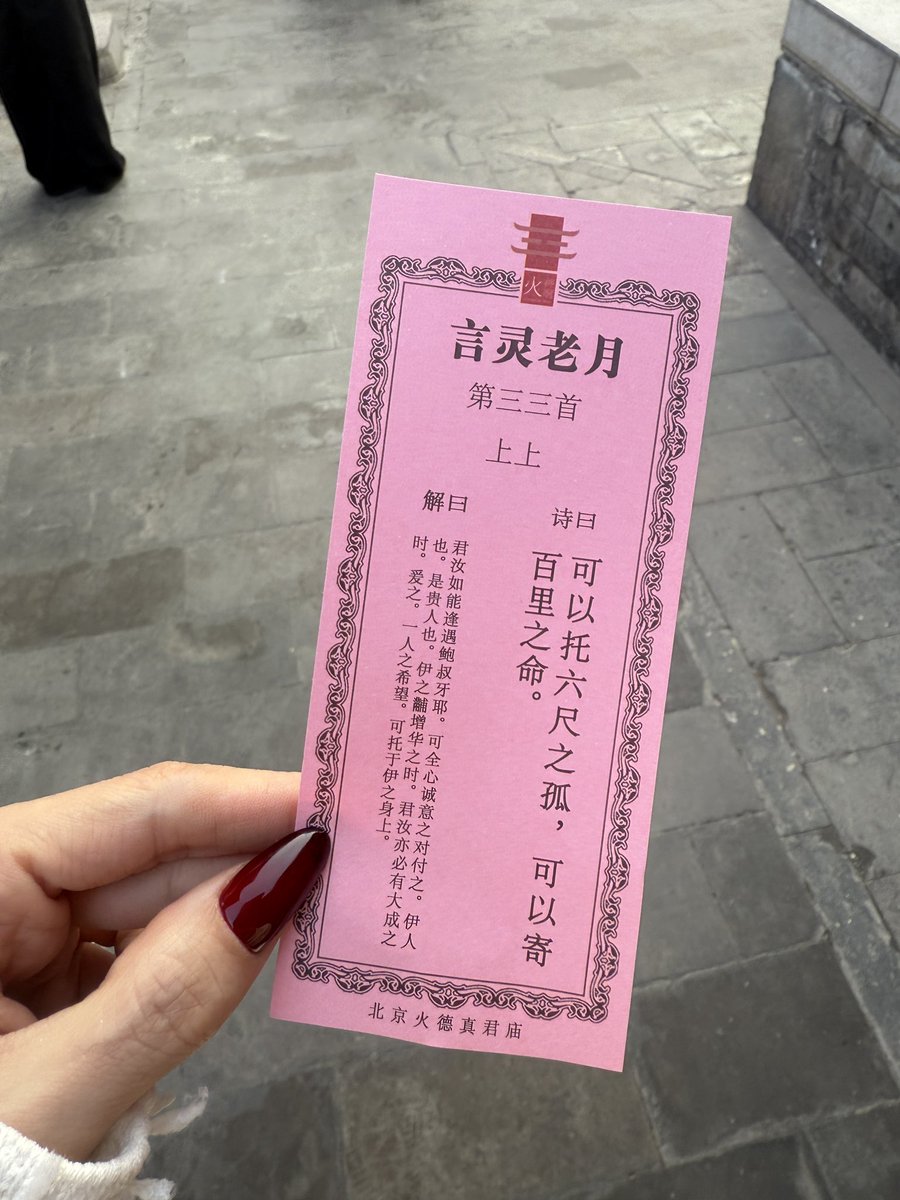 火
言灵老月
第三三首
上上
诗曰
可以托六尺之孤，可以寄
百里之命。
解曰
君汝如能逢遇鲍叔牙耶。可全心诚意之对付之。伊人
也。是贵人也。伊之黼增华之时。君汝亦必有大成之
时。爱之。一人之希望。可托于伊之身上。
北京火德真君庙